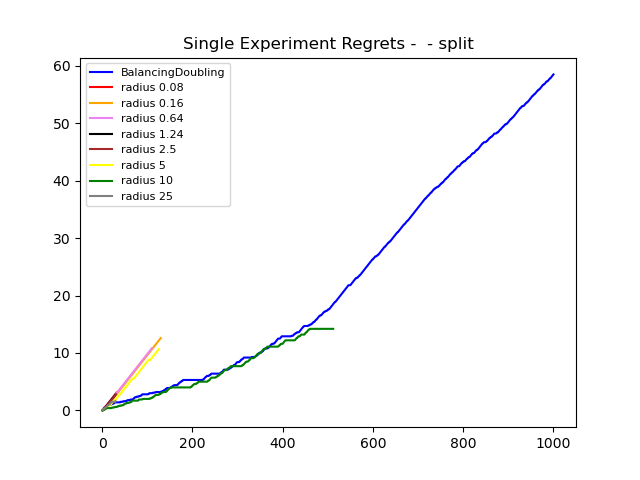 Single Experiment Regrets -  - split
BalancingDoubling
radius 0.08
radius 0.16
radius 0.64
radius 1.24
radius 2.5
radius 5
radius 10
radius 25
60
50
40
30
20
10
0
0 200 400 600 800 1000